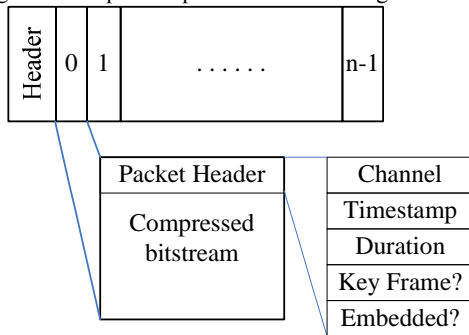 Header
0
1
. . . . . .
n-1
Packet Header
Compressed
bitstream
Channel
Timestamp
Duration
Key Frame?
Embedded?